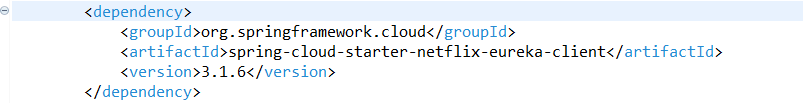 <dependency>
<groupId>org.springframework.cloud</groupId>
<artifactId>spring-cloud-starter-netflix-eureka-client</artifactId>
<version>3.1.6</version>
</dependency>